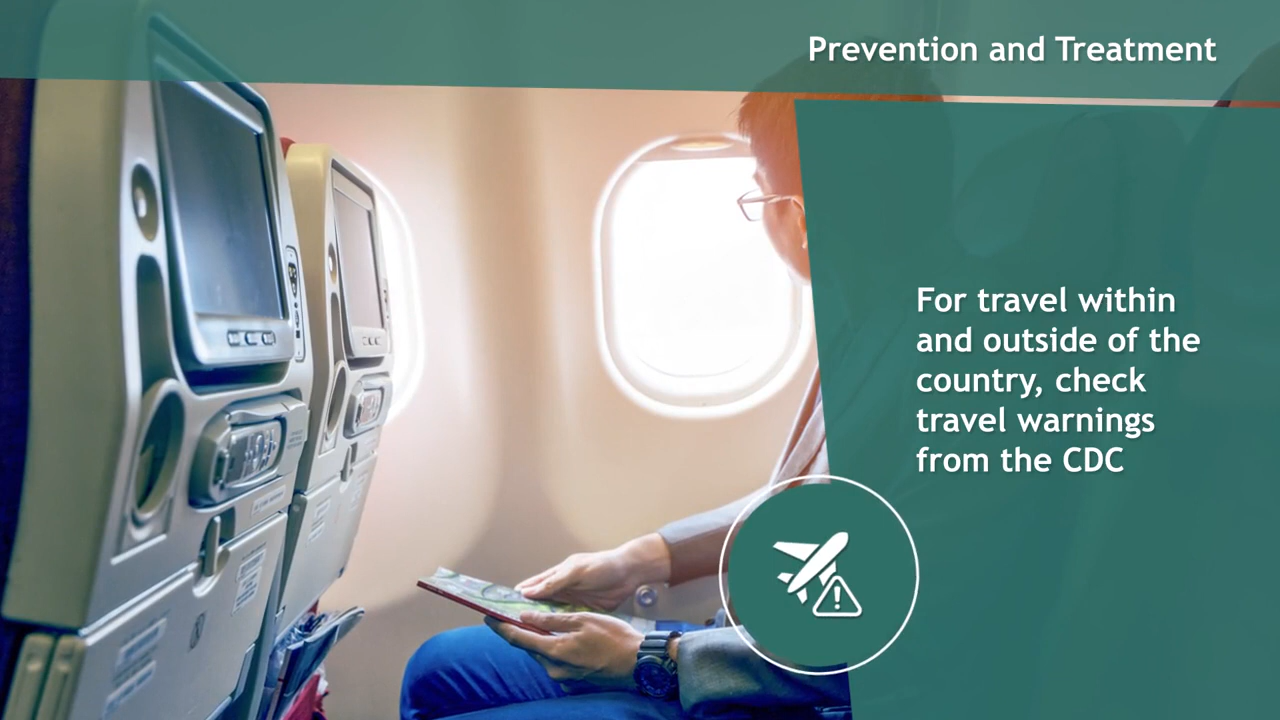 Prevention and Treatment
For travel within
and outside of the
country, check
travel warnings
from the CDC